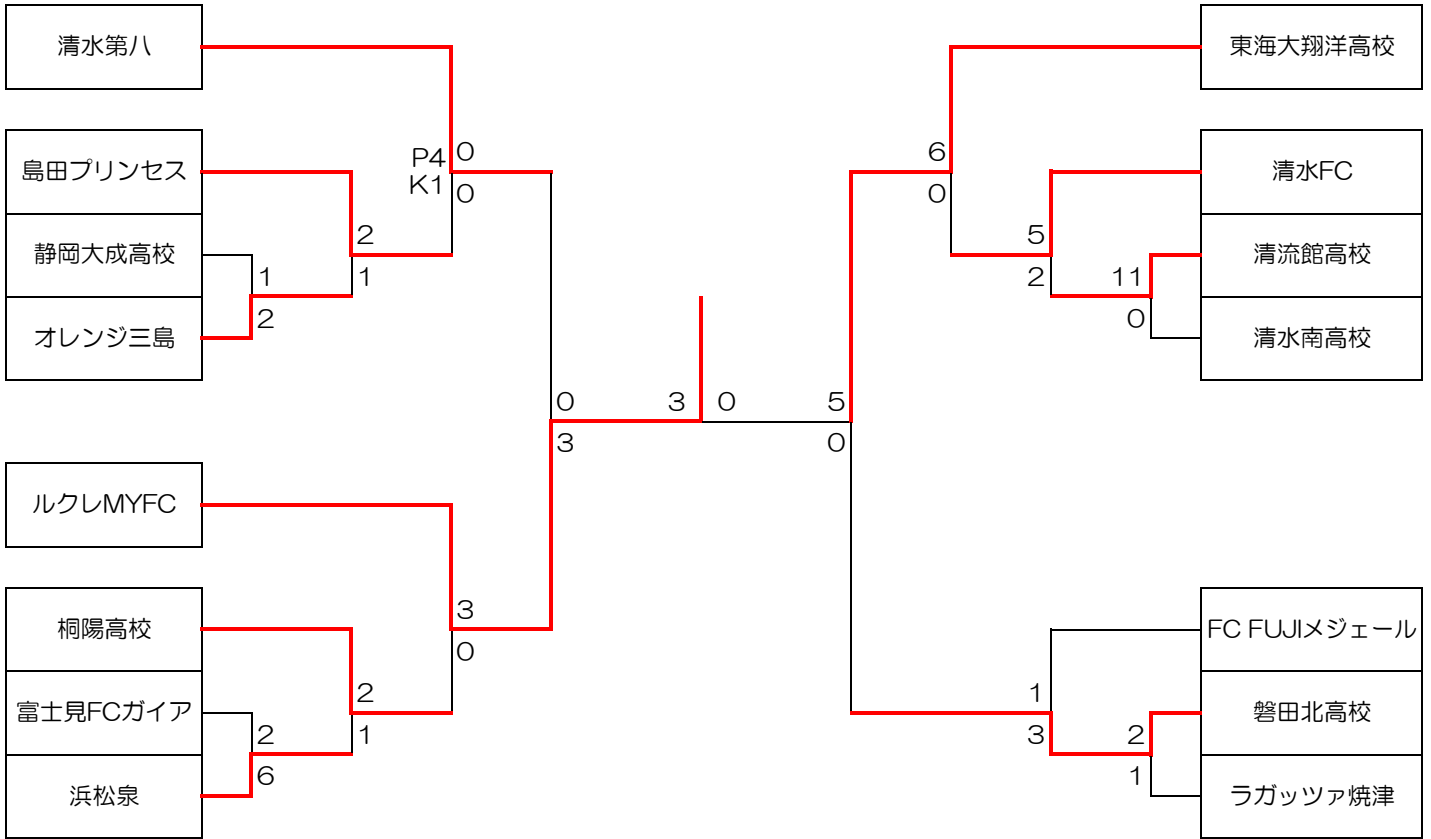 清水第八
東海大翔洋高校
島田プリンセス
P4 0
K1 0
6
0
清水FC
静岡大成高校
2
1
5
2
清流館高校
オレンジ三島
1
2
11
0
清水南高校
0
3
3 0
5
0
ルクレMYFC
桐陽高校
3
0
FC FUJIメジェール
富士見FCガイア
2
1
1
3
磐田北高校
浜松泉
2
6
2
1
ラガッツァ焼津